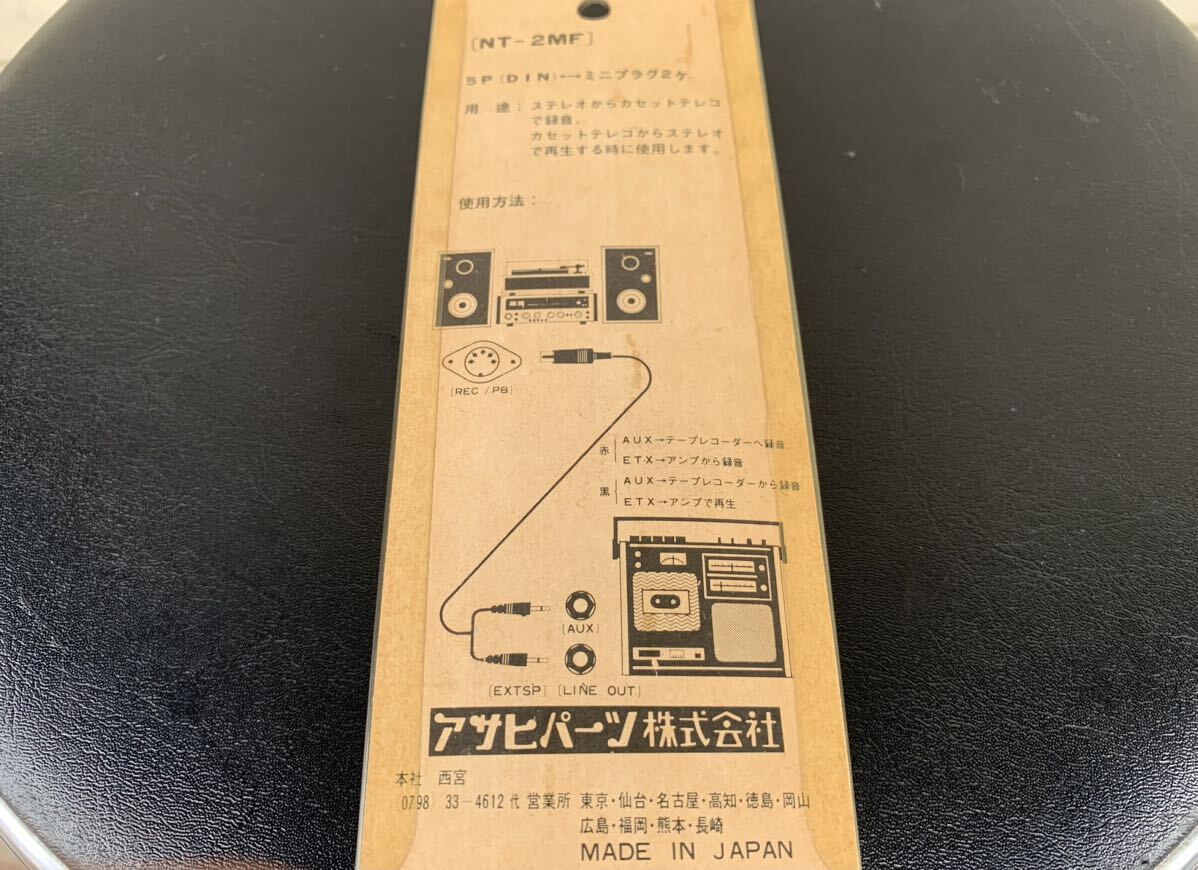 [NT-2MF]
5P(DIN)⟷ミニプラグ2ケ
用途：ステレオからカセットテレコ
で録音、
カセットテレコからステレオ
で再生する時に使用します。
使用方法：
[REC/PB]
赤 AUX→テープレコーダーへ録音
ETX→アンプから録音
黒 AUX→テープレコーダーから録音
ETX→アンプで再生
[AUX]
[EXTSP] [LINE OUT]
アサヒパーツ株式会社
本社 西宮
(0798) 33-4612代 営業所 東京・仙台・名古屋・高知・徳島・岡山
広島・福岡・熊本・長崎
MADE IN JAPAN